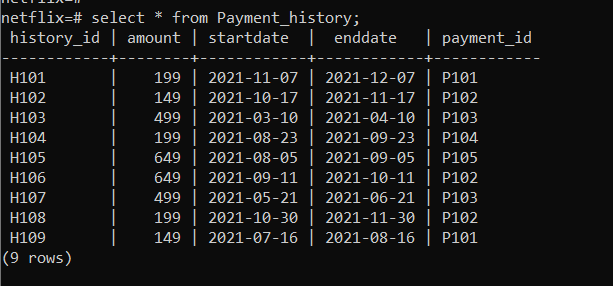 netflix=#
netflix=# select * from Payment_history;
history_id | amount | startdate | enddate | payment_id
------------+--------+------------+------------+------------
H101 | 199 | 2021-11-07 | 2021-12-07 | P101
H102 | 149 | 2021-10-17 | 2021-11-17 | P102
H103 | 499 | 2021-03-10 | 2021-04-10 | P103
H104 | 199 | 2021-08-23 | 2021-09-23 | P104
H105 | 649 | 2021-08-05 | 2021-09-05 | P105
H106 | 649 | 2021-09-11 | 2021-10-11 | P102
H107 | 499 | 2021-05-21 | 2021-06-21 | P103
H108 | 199 | 2021-10-30 | 2021-11-30 | P102
H109 | 149 | 2021-07-16 | 2021-08-16 | P101
(9 rows)